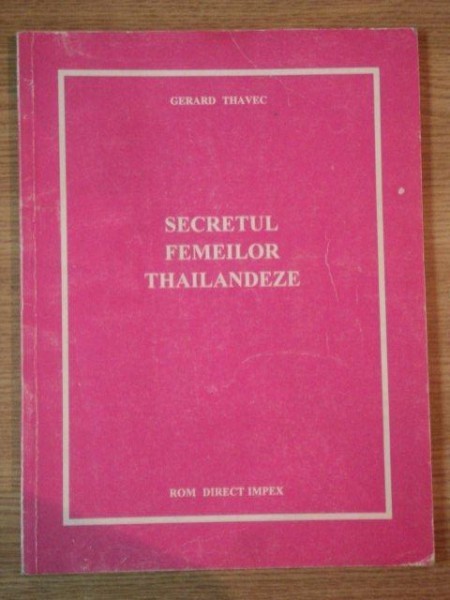 GERARD THAVEC
SECRETUL
FEMEILOR
THAILANDEZE
ROM DIRECT IMPEX